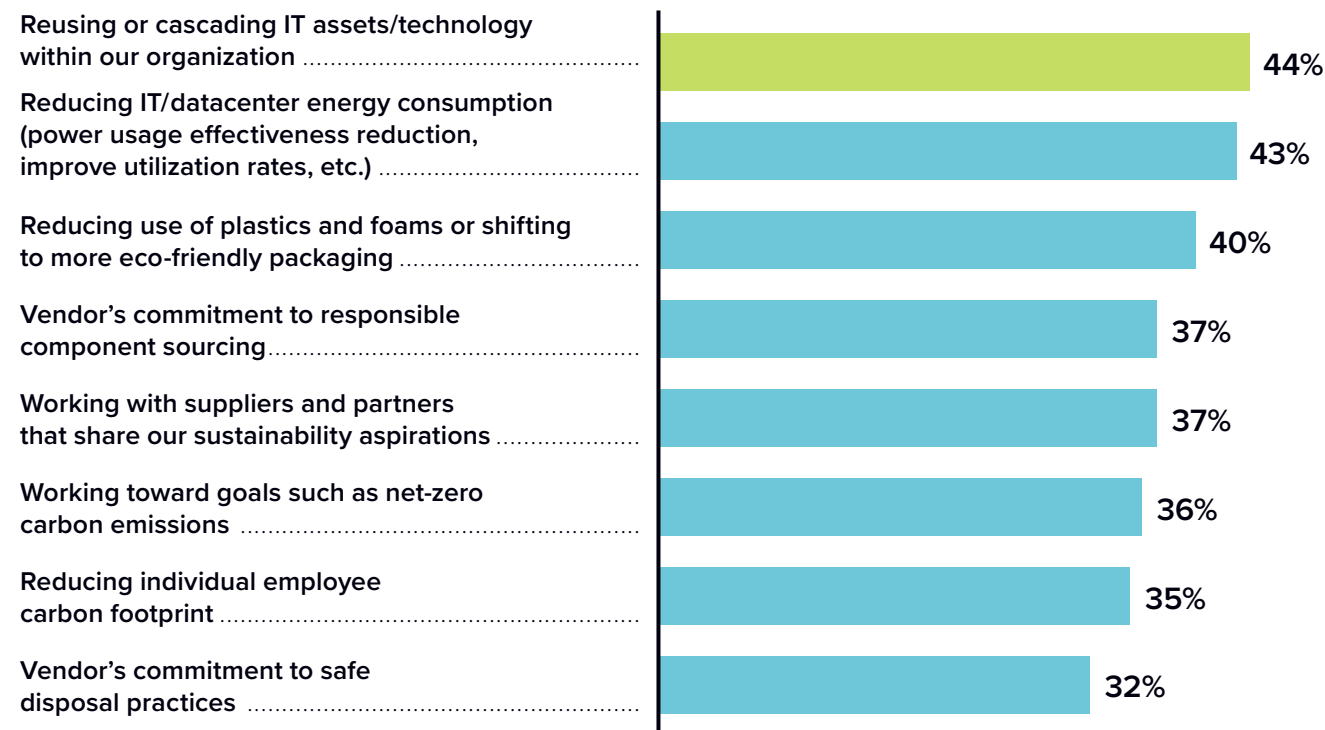 Reusing or cascading IT assets/technology
within our organization
44%
Reducing IT/datacenter energy consumption
(power usage effectiveness reduction,
improve utilization rates, etc.)
43%
Reducing use of plastics and foams or shifting
to more eco-friendly packaging
40%
Vendor’s commitment to responsible
component sourcing
37%
Working with suppliers and partners
that share our sustainability aspirations
37%
Working toward goals such as net-zero
carbon emissions
36%
Reducing individual employee
carbon footprint
35%
Vendor’s commitment to safe
disposal practices
32%